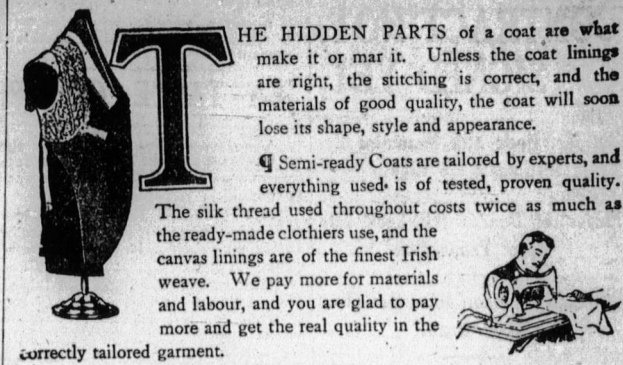 THE HIDDEN PARTS of a coat are what
make it or mar it. Unless the coat linings
are right, the stitching is correct, and the
materials of good quality, the coat will soon
lose its shape, style and appearance.
¶ Semi-ready Coats are tailored by experts, and
everything used is of tested, proven quality.
The silk thread used throughout costs twice as much as
the ready-made clothiers use, and the
canvas linings are of the finest Irish
weave. We pay more for materials
and labour, and you are glad to pay
more and get the real quality in the
correctly tailored garment.